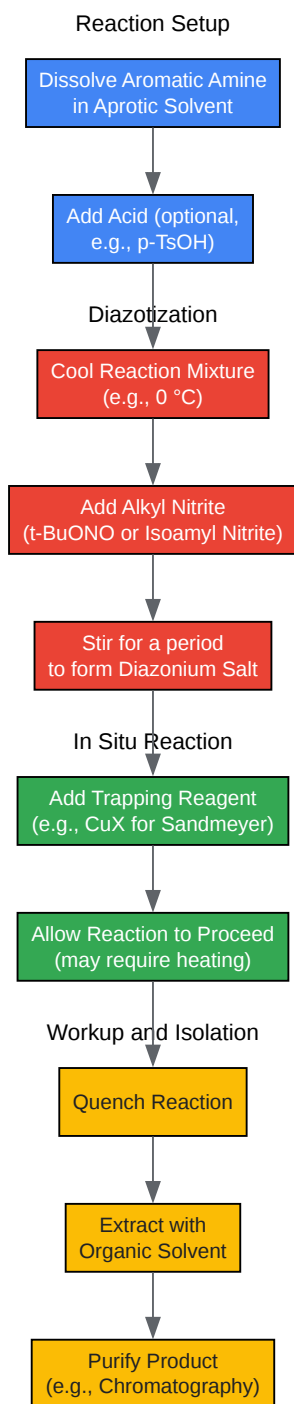 Reaction Setup
Dissolve Aromatic Amine
in Aprotic Solvent
Add Acid (optional,
e.g., p-TsOH)
Diazotization
Cool Reaction Mixture
(e.g., 0 °C)
Add Alkyl Nitrite
(t-BuONO or Isoamyl Nitrite)
Stir for a period
to form Diazonium Salt
In Situ Reaction
Add Trapping Reagent
(e.g., CuX for Sandmeyer)
Allow Reaction to Proceed
(may require heating)
Workup and Isolation
Quench Reaction
Extract with
Organic Solvent
Purify Product
(e.g., Chromatography)